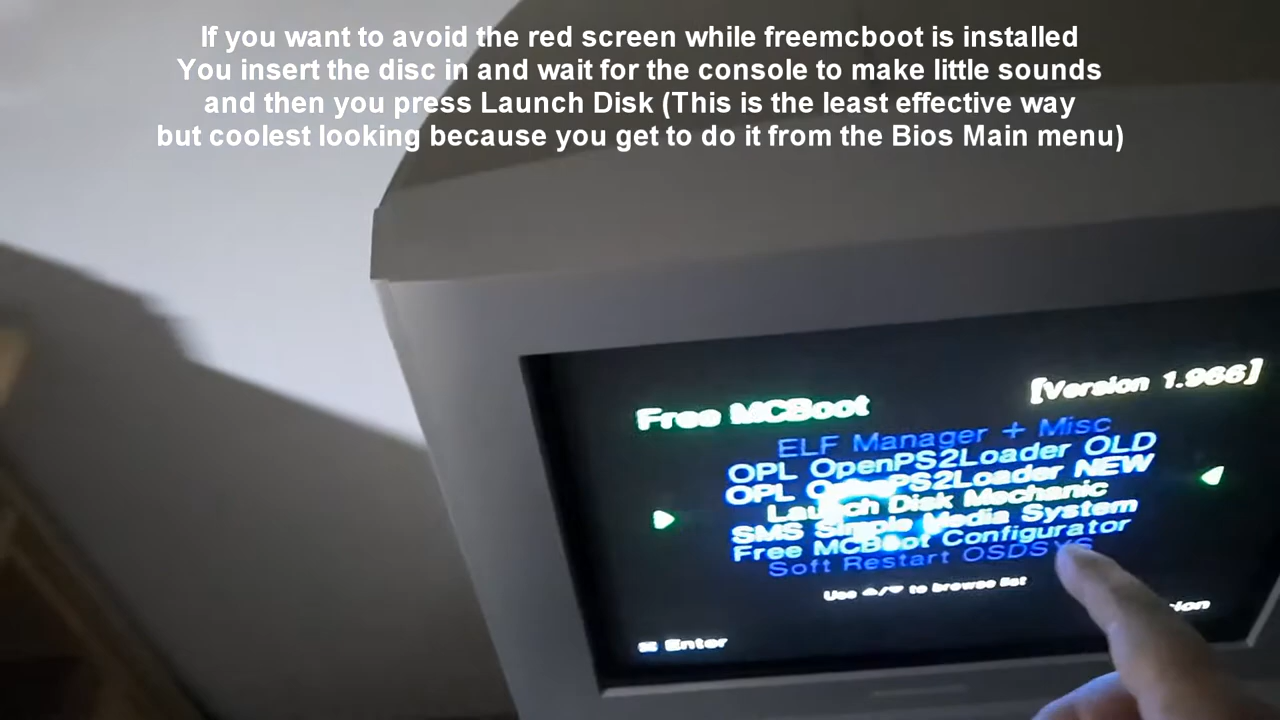 If you want to avoid the red screen while freemcboot is installed
You insert the disc in and wait for the console to make little sounds
and then you press Launch Disk (This is the least effective way
but coolest looking because you get to do it from the Bios Main menu)
Free MCBoot [Version 1.966]
ELF Manager + Misc
OPL OpenPS2Loader OLD
OPL OpenPS2Loader NEW
Launch Disk Mechanic
SMS Simple Media System
Free MCBoot Configurator
Soft Restart OSDSYS
Use to browse list
Enter